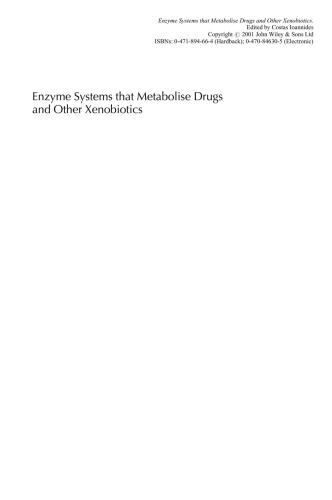 Enzyme Systems that Metabolise Drugs and Other Xenobiotics.
Edited by Costas Ioannides
Copyright © 2001 John Wiley & Sons Ltd
ISBNs: 0-471-894-66-4 (Hardback); 0-470-84630-5 (Electronic)
Enzyme Systems that Metabolise Drugs
and Other Xenobiotics